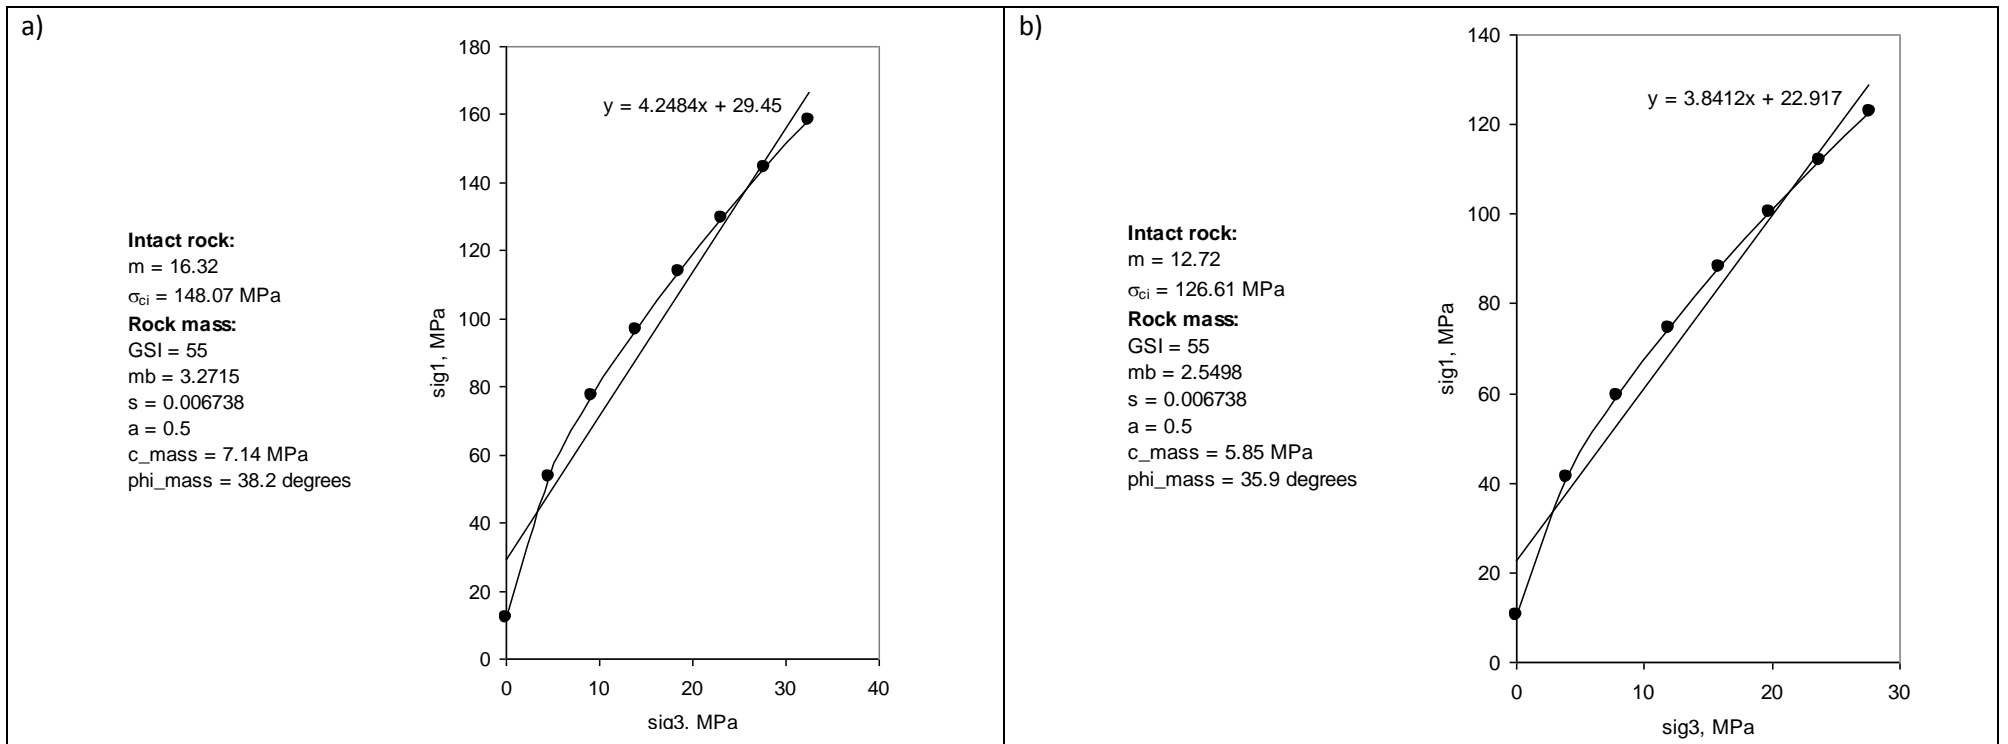 a)
180
160
140
120
100
80
60
40
20
0
sig1, MPa
y = 4.2484x + 29.45
0 10 20 30 40
sig3, MPa
Intact rock:
m = 16.32
σci = 148.07 MPa
Rock mass:
GSI = 55
mb = 3.2715
s = 0.006738
a = 0.5
c_mass = 7.14 MPa
phi_mass = 38.2 degrees
b)
140
120
100
80
60
40
20
0
sig1, MPa
y = 3.8412x + 22.917
0 10 20 30
sig3, MPa
Intact rock:
m = 12.72
σci = 126.61 MPa
Rock mass:
GSI = 55
mb = 2.5498
s = 0.006738
a = 0.5
c_mass = 5.85 MPa
phi_mass = 35.9 degrees